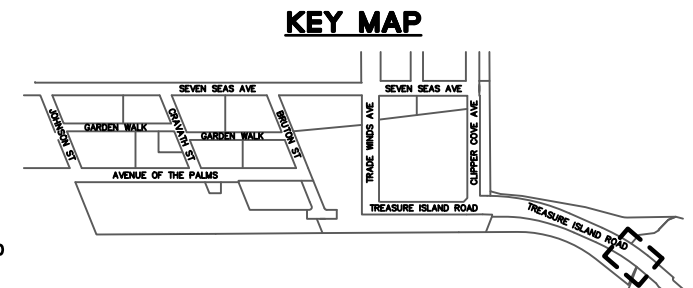 KEY MAP
SEVEN SEAS AVE
SEVEN SEAS AVE
JOHNSON ST
GARDEN WALK
CRAVATH ST
GARDEN WALK
BRUTON ST
TRADE WINDS AVE
CLIPPER COVE AVE
AVENUE OF THE PALMS
TREASURE ISLAND ROAD
TREASURE ISLAND ROAD